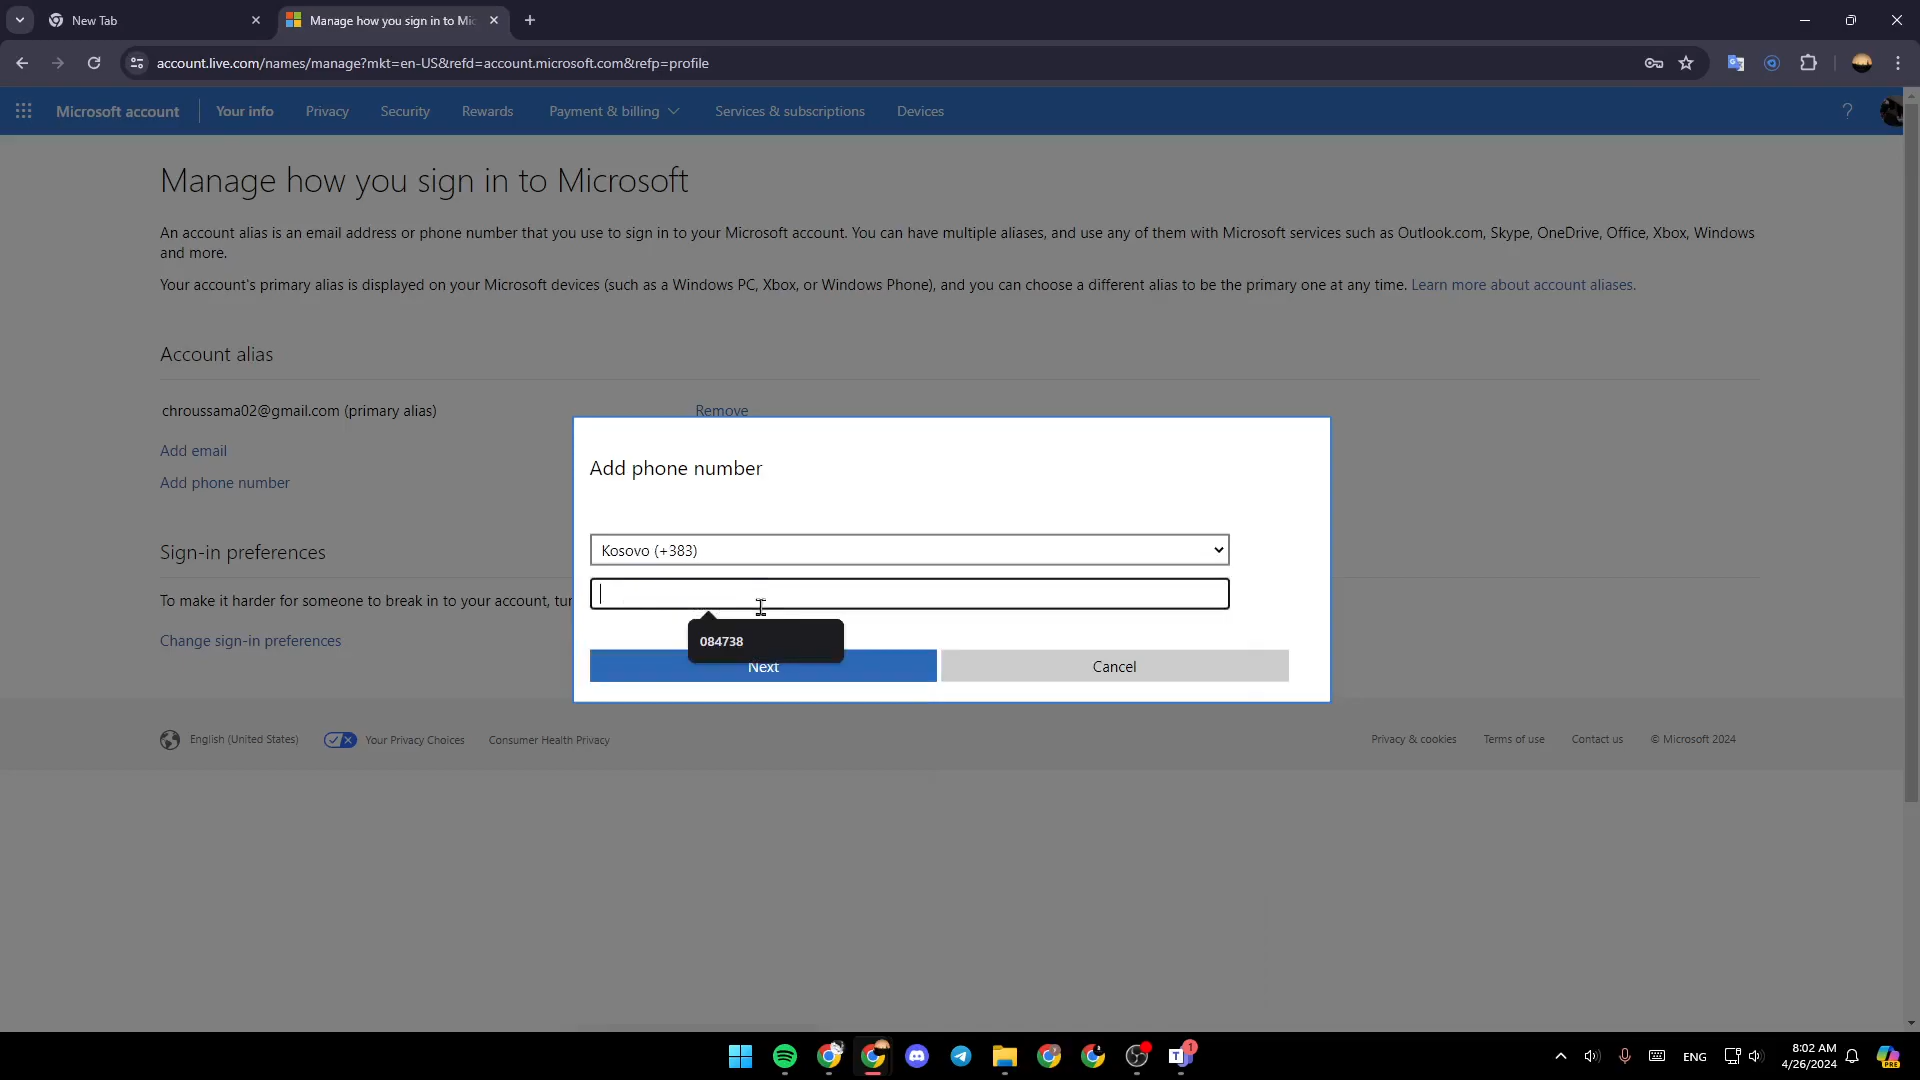 New Tab
Manage how you sign in to Mic
account.live.com/names/manage?mkt=en-US&refd=account.microsoft.com&refp=profile
Microsoft account
Your info
Privacy
Security
Rewards
Payment & billing
Services & subscriptions
Devices
?
Manage how you sign in to Microsoft
An account alias is an email address or phone number that you use to sign in to your Microsoft account. You can have multiple aliases, and use any of them with Microsoft services such as Outlook.com, Skype, OneDrive, Office, Xbox, Windows
and more.
Your account's primary alias is displayed on your Microsoft devices (such as a Windows PC, Xbox, or Windows Phone), and you can choose a different alias to be the primary one at any time. Learn more about account aliases.
Account alias
chroussama02@gmail.com (primary alias)
Remove
Add email
Add phone number
Add phone number
Kosovo (+383)
084738
Next
Cancel
Sign-in preferences
To make it harder for someone to break in to your account, tur
Change sign-in preferences
English (United States)
Your Privacy Choices
Consumer Health Privacy
Privacy & cookies
Terms of use
Contact us
© Microsoft 2024
T
1
ENG
8:02 AM
4/26/2024
PRE